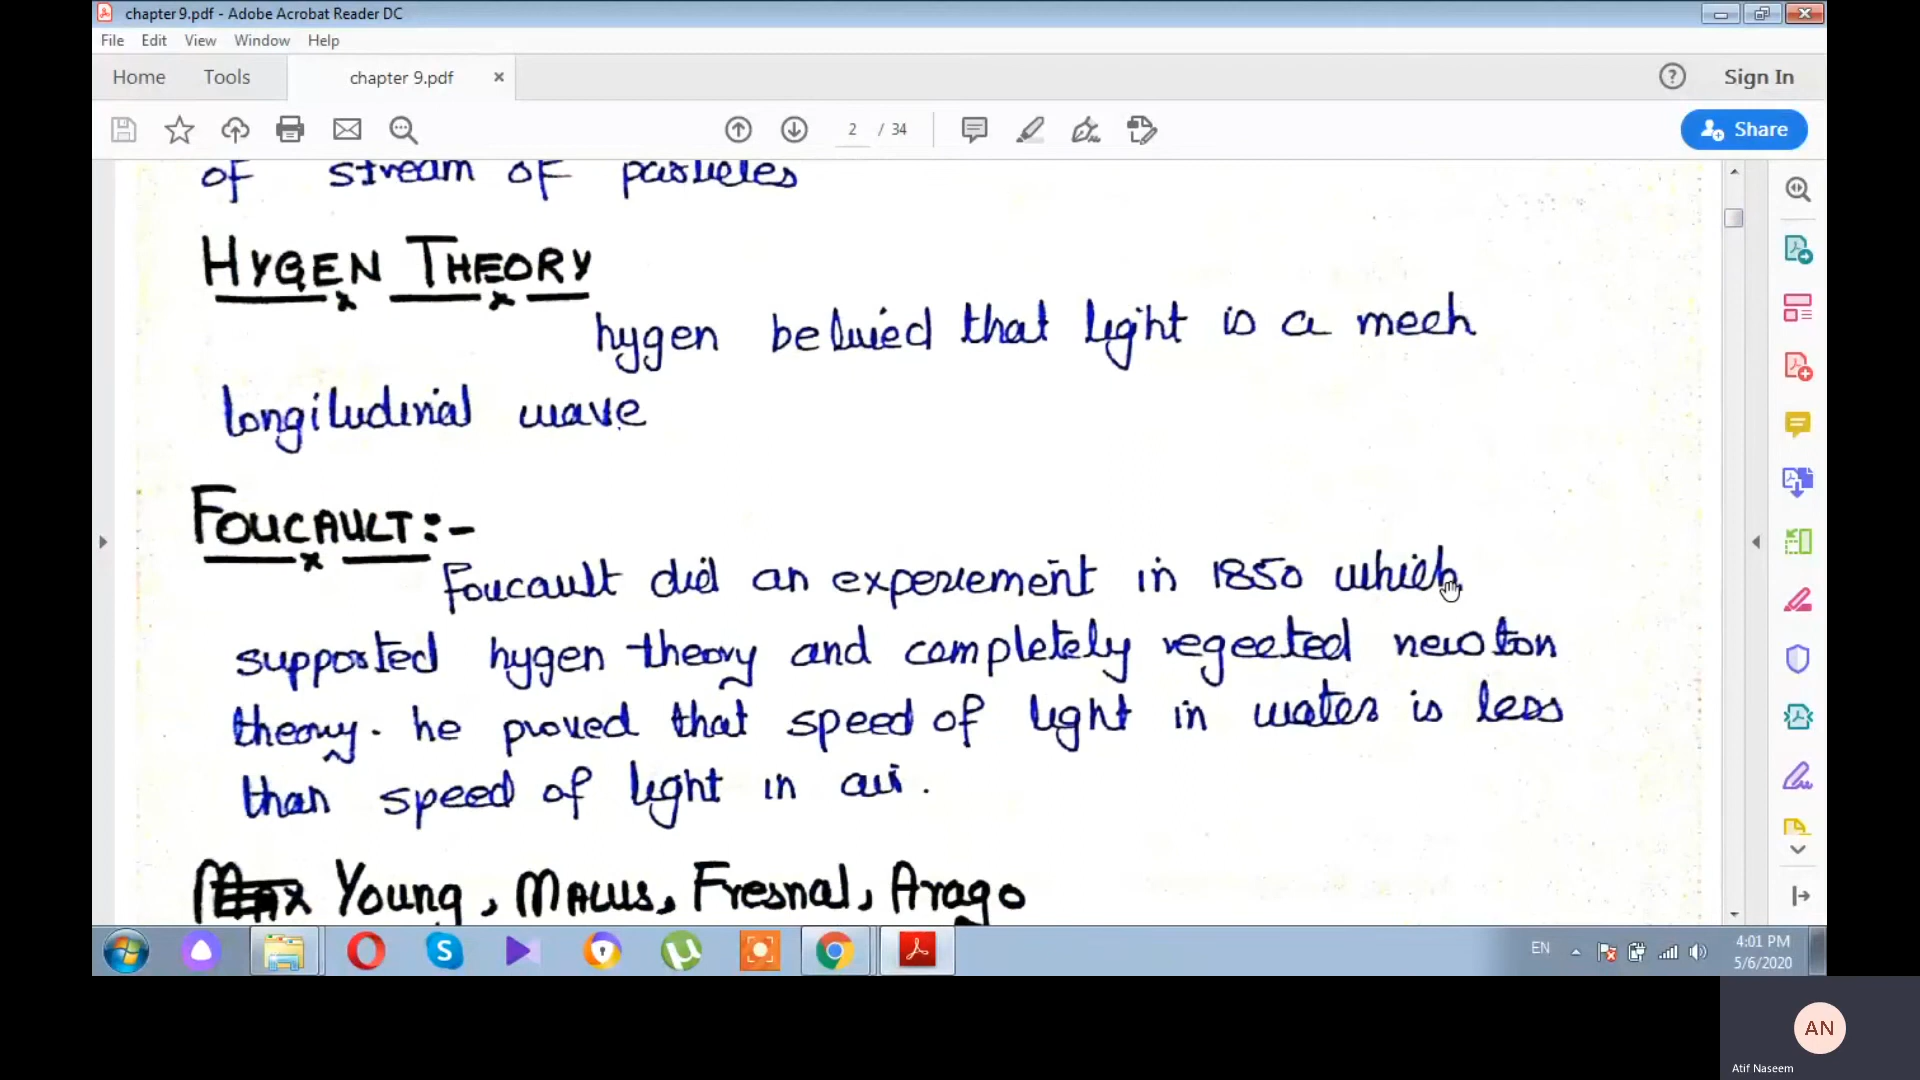 chapter 9.pdf - Adobe Acrobat Reader DC
File Edit View Window Help
Home Tools chapter 9.pdf × ? Sign In
2 / 34 Share
of stream of particles
HYGEN THEORY
hygen belvied that light is a mech
longitudinal wave
FOUCAULT:-
Foucault did an experiement in 1850 which
supported hygen theory and completely regected newton
theory. he proved that speed of light in water is less
than speed of light in air.
Young, MALUS, Fresnal, Arago
EN 4:01 PM
5/6/2020
AN
Atif Naseem